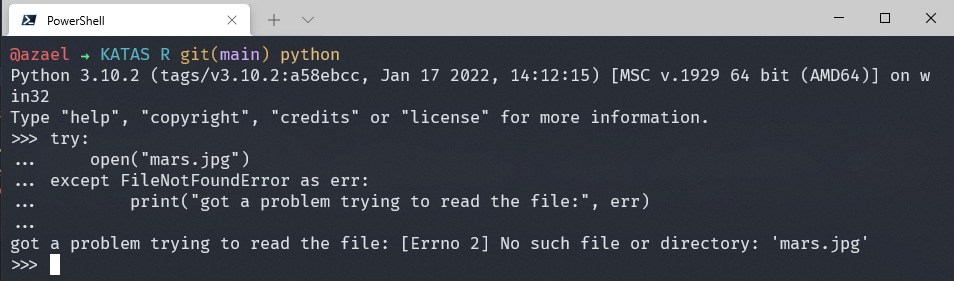 PowerShell
@azael → KATAS R git(main) python
Python 3.10.2 (tags/v3.10.2:a58ebcc, Jan 17 2022, 14:12:15) [MSC v.1929 64 bit (AMD64)] on w
in32
Type "help", "copyright", "credits" or "license" for more information.
>>> try:
...     open("mars.jpg")
... except FileNotFoundError as err:
...         print("got a problem trying to read the file:", err)
...
got a problem trying to read the file: [Errno 2] No such file or directory: 'mars.jpg'
>>>